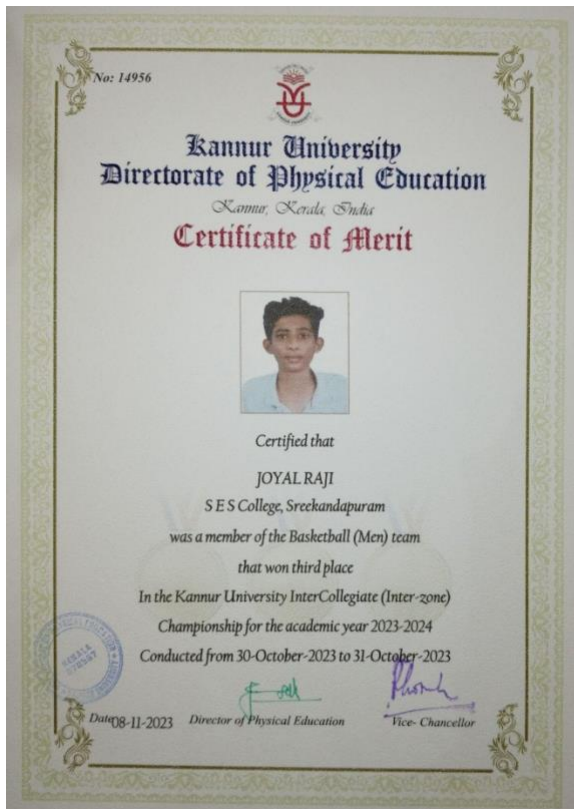 No: 14956
Kannur University
Directorate of Physical Education
Kannur, Kerala, India
Certificate of Merit
Certified that
JOYAL RAJI
S E S College, Sreekandapuram
was a member of the Basketball (Men) team
that won third place
In the Kannur University InterCollegiate (Inter-zone)
Championship for the academic year 2023-2024
Conducted from 30-October-2023 to 31-October-2023
Date 08-11-2023 Director of Physical Education Vice- Chancellor